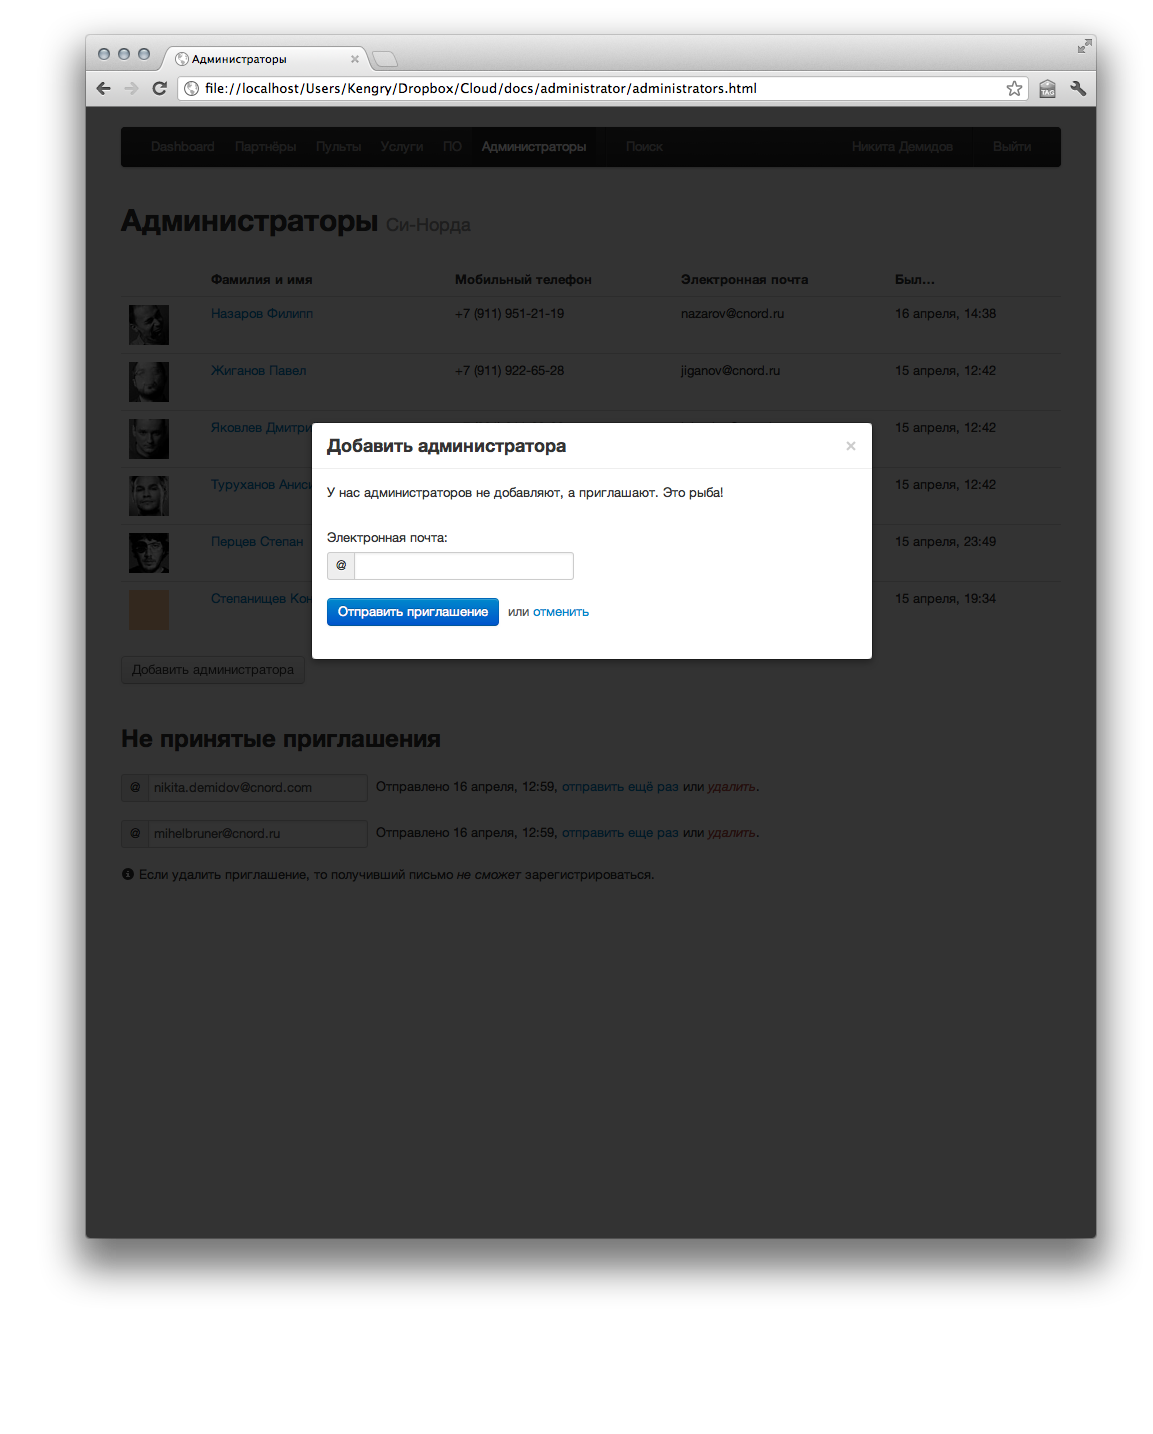 Администраторы
file://localhost/Users/Kengry/Dropbox/Cloud/docs/administrator/administrators.html
TAG
Dashboard Партнёры Пульты Услуги ПО Администраторы Поиск Никита Демидов Выйти
Администраторы Си-Норда
Фамилия и имя Мобильный телефон Электронная почта Был...
Назаров Филипп +7 (911) 951-21-19 nazarov@cnord.ru 16 апреля, 14:38
Жиганов Павел +7 (911) 922-65-28 jiganov@cnord.ru 15 апреля, 12:42
Яковлев Дмитри 15 апреля, 12:42
Добавить администратора ×
Туруханов Аниси 15 апреля, 12:42
У нас администраторов не добавляют, а приглашают. Это рыба!
Перцев Степан 15 апреля, 23:49
Электронная почта:
@
Степанищев Кон 15 апреля, 19:34
Отправить приглашение или отменить
Добавить администратора
Не принятые приглашения
@ nikita.demidov@cnord.com Отправлено 16 апреля, 12:59, отправить ещё раз или удалить.
@ mihelbruner@cnord.ru Отправлено 16 апреля, 12:59, отправить еще раз или удалить.
Если удалить приглашение, то получивший письмо не сможет зарегистрироваться.